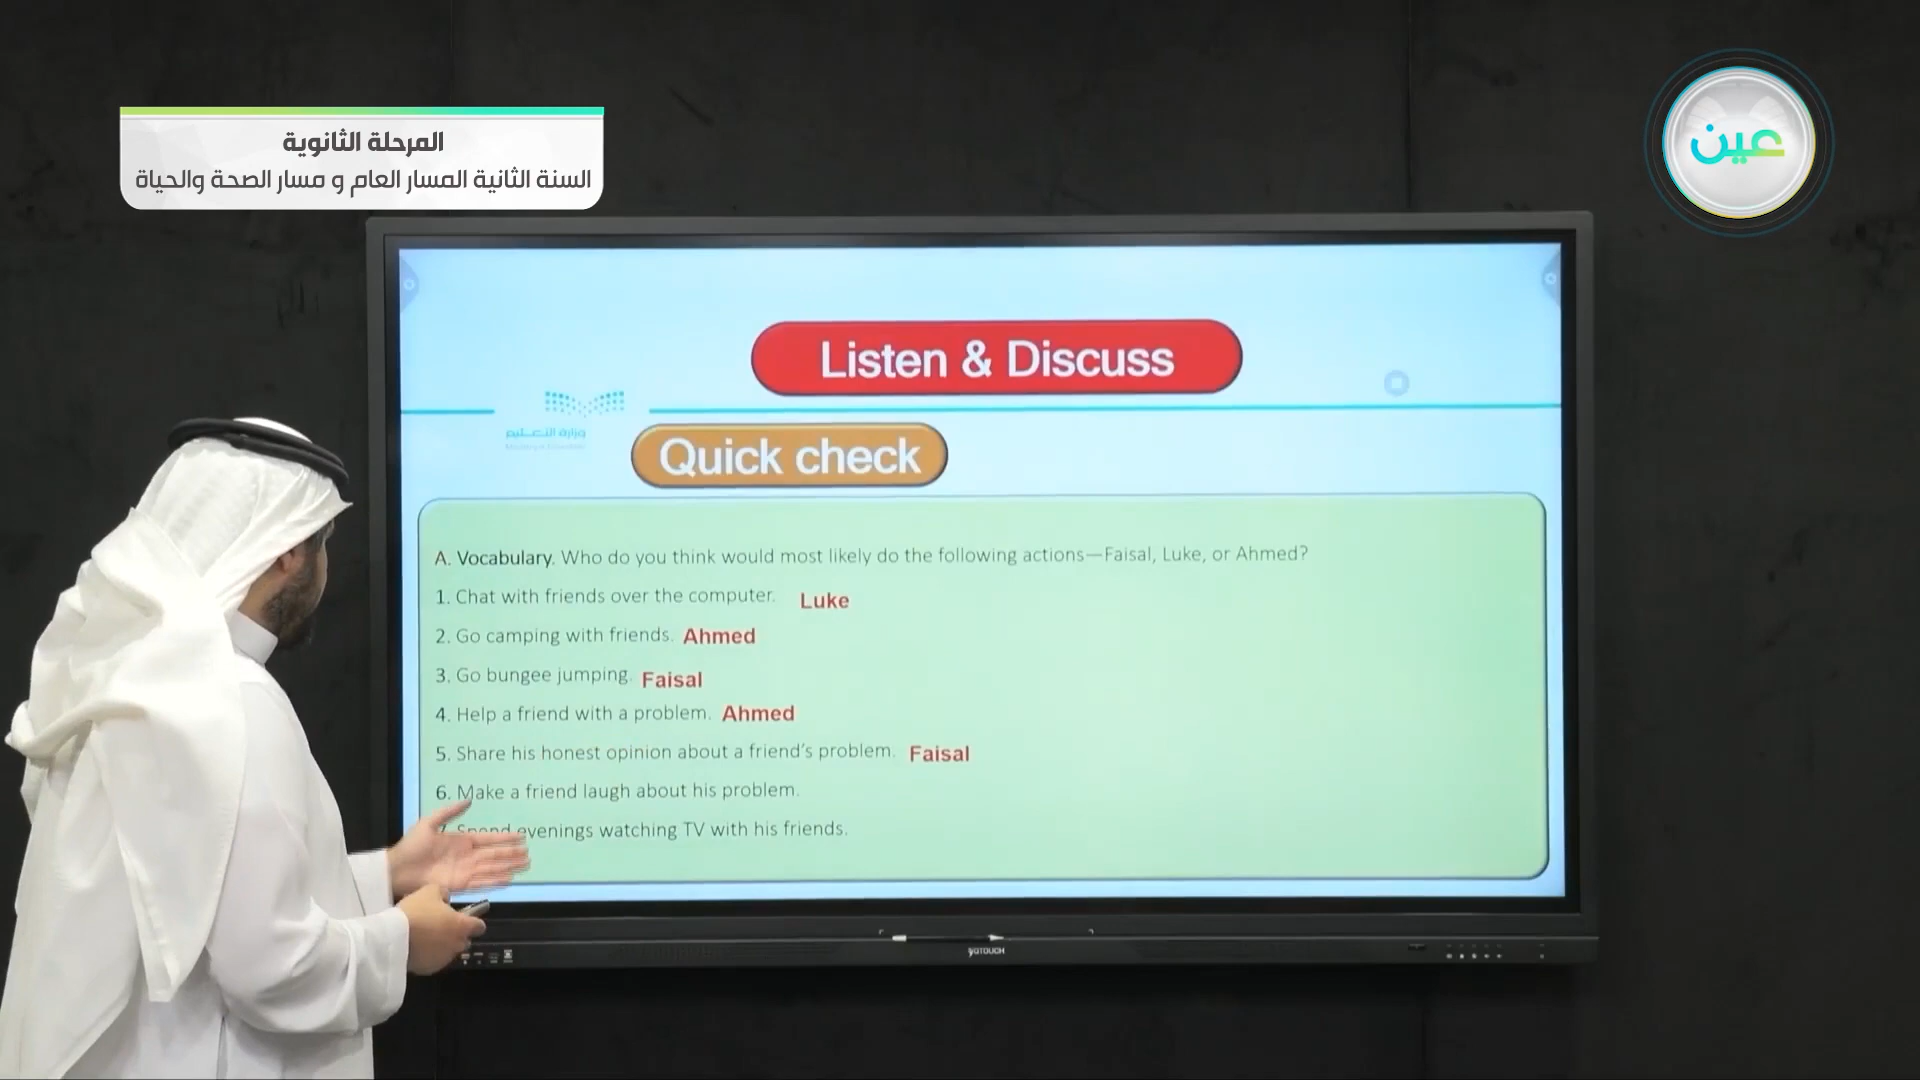 المرحلة الثانوية
السنة الثانية المسار العام و مسار الصحة والحياة
عين
Listen & Discuss
وزارة التعليم
Quick check
A. Vocabulary. Who do you think would most likely do the following actions—Faisal, Luke, or Ahmed?
1. Chat with friends over the computer. Luke
2. Go camping with friends. Ahmed
3. Go bungee jumping. Faisal
4. Help a friend with a problem. Ahmed
5. Share his honest opinion about a friend's problem. Faisal
6. Make a friend laugh about his problem.
7. Spend evenings watching TV with his friends.
yaTOUCH